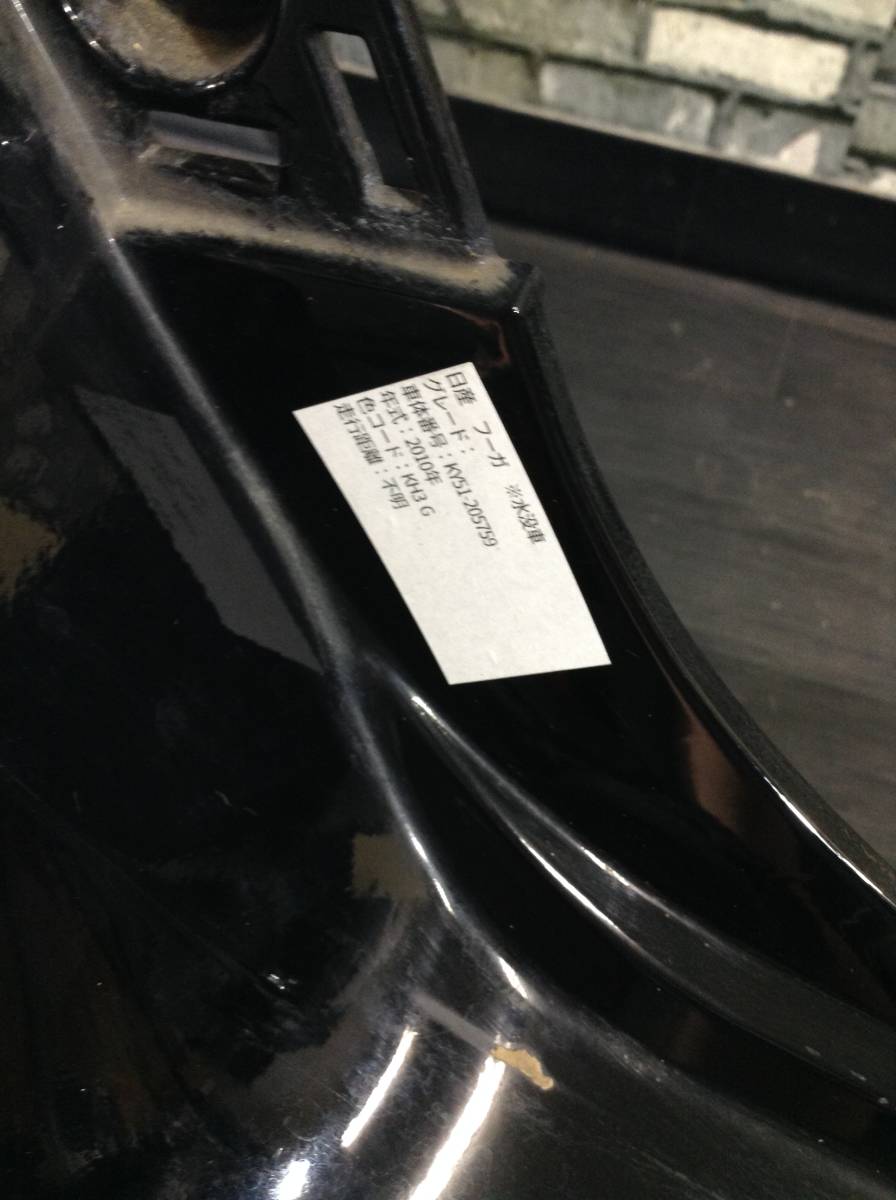 日産　フーガ　※水没車
グレード：
車体番号：KY51-205759
年式：2010年
色コード：KH3 G
走行距離：不明